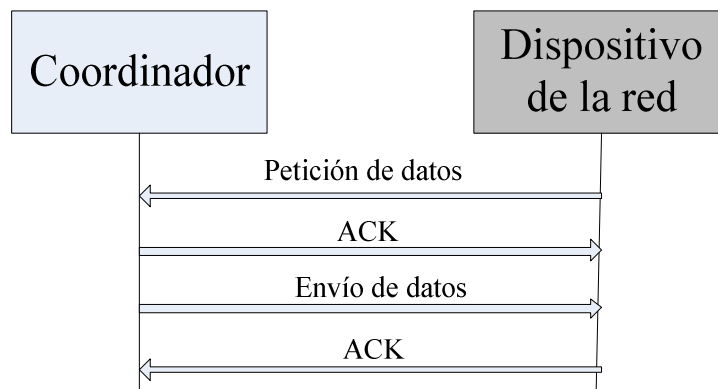 Coordinador
Dispositivo
de la red
Petición de datos
ACK
Envío de datos
ACK